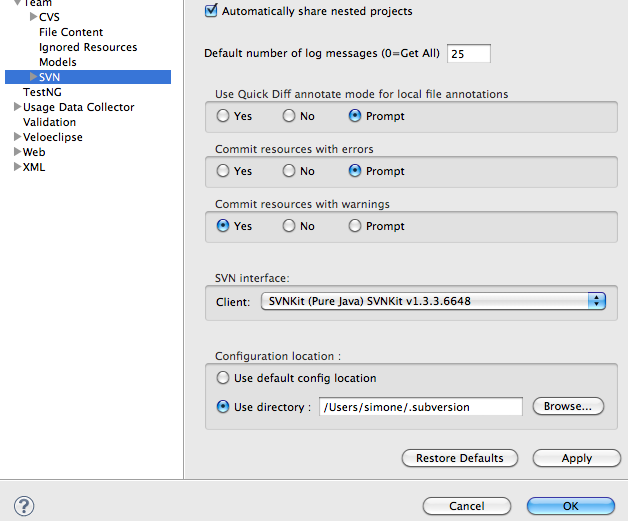 Team
CVS
File Content
Ignored Resources
Models
SVN
TestNG
Usage Data Collector
Validation
Veloeclipse
Web
XML
Automatically share nested projects
Default number of log messages (0=Get All) 25
Use Quick Diff annotate mode for local file annotations
Yes No Prompt
Commit resources with errors
Yes No Prompt
Commit resources with warnings
Yes No Prompt
SVN interface:
Client: SVNKit (Pure Java) SVNKit v1.3.3.6648
Configuration location :
Use default config location
Use directory : /Users/simone/.subversion Browse...
Restore Defaults Apply
? Cancel OK